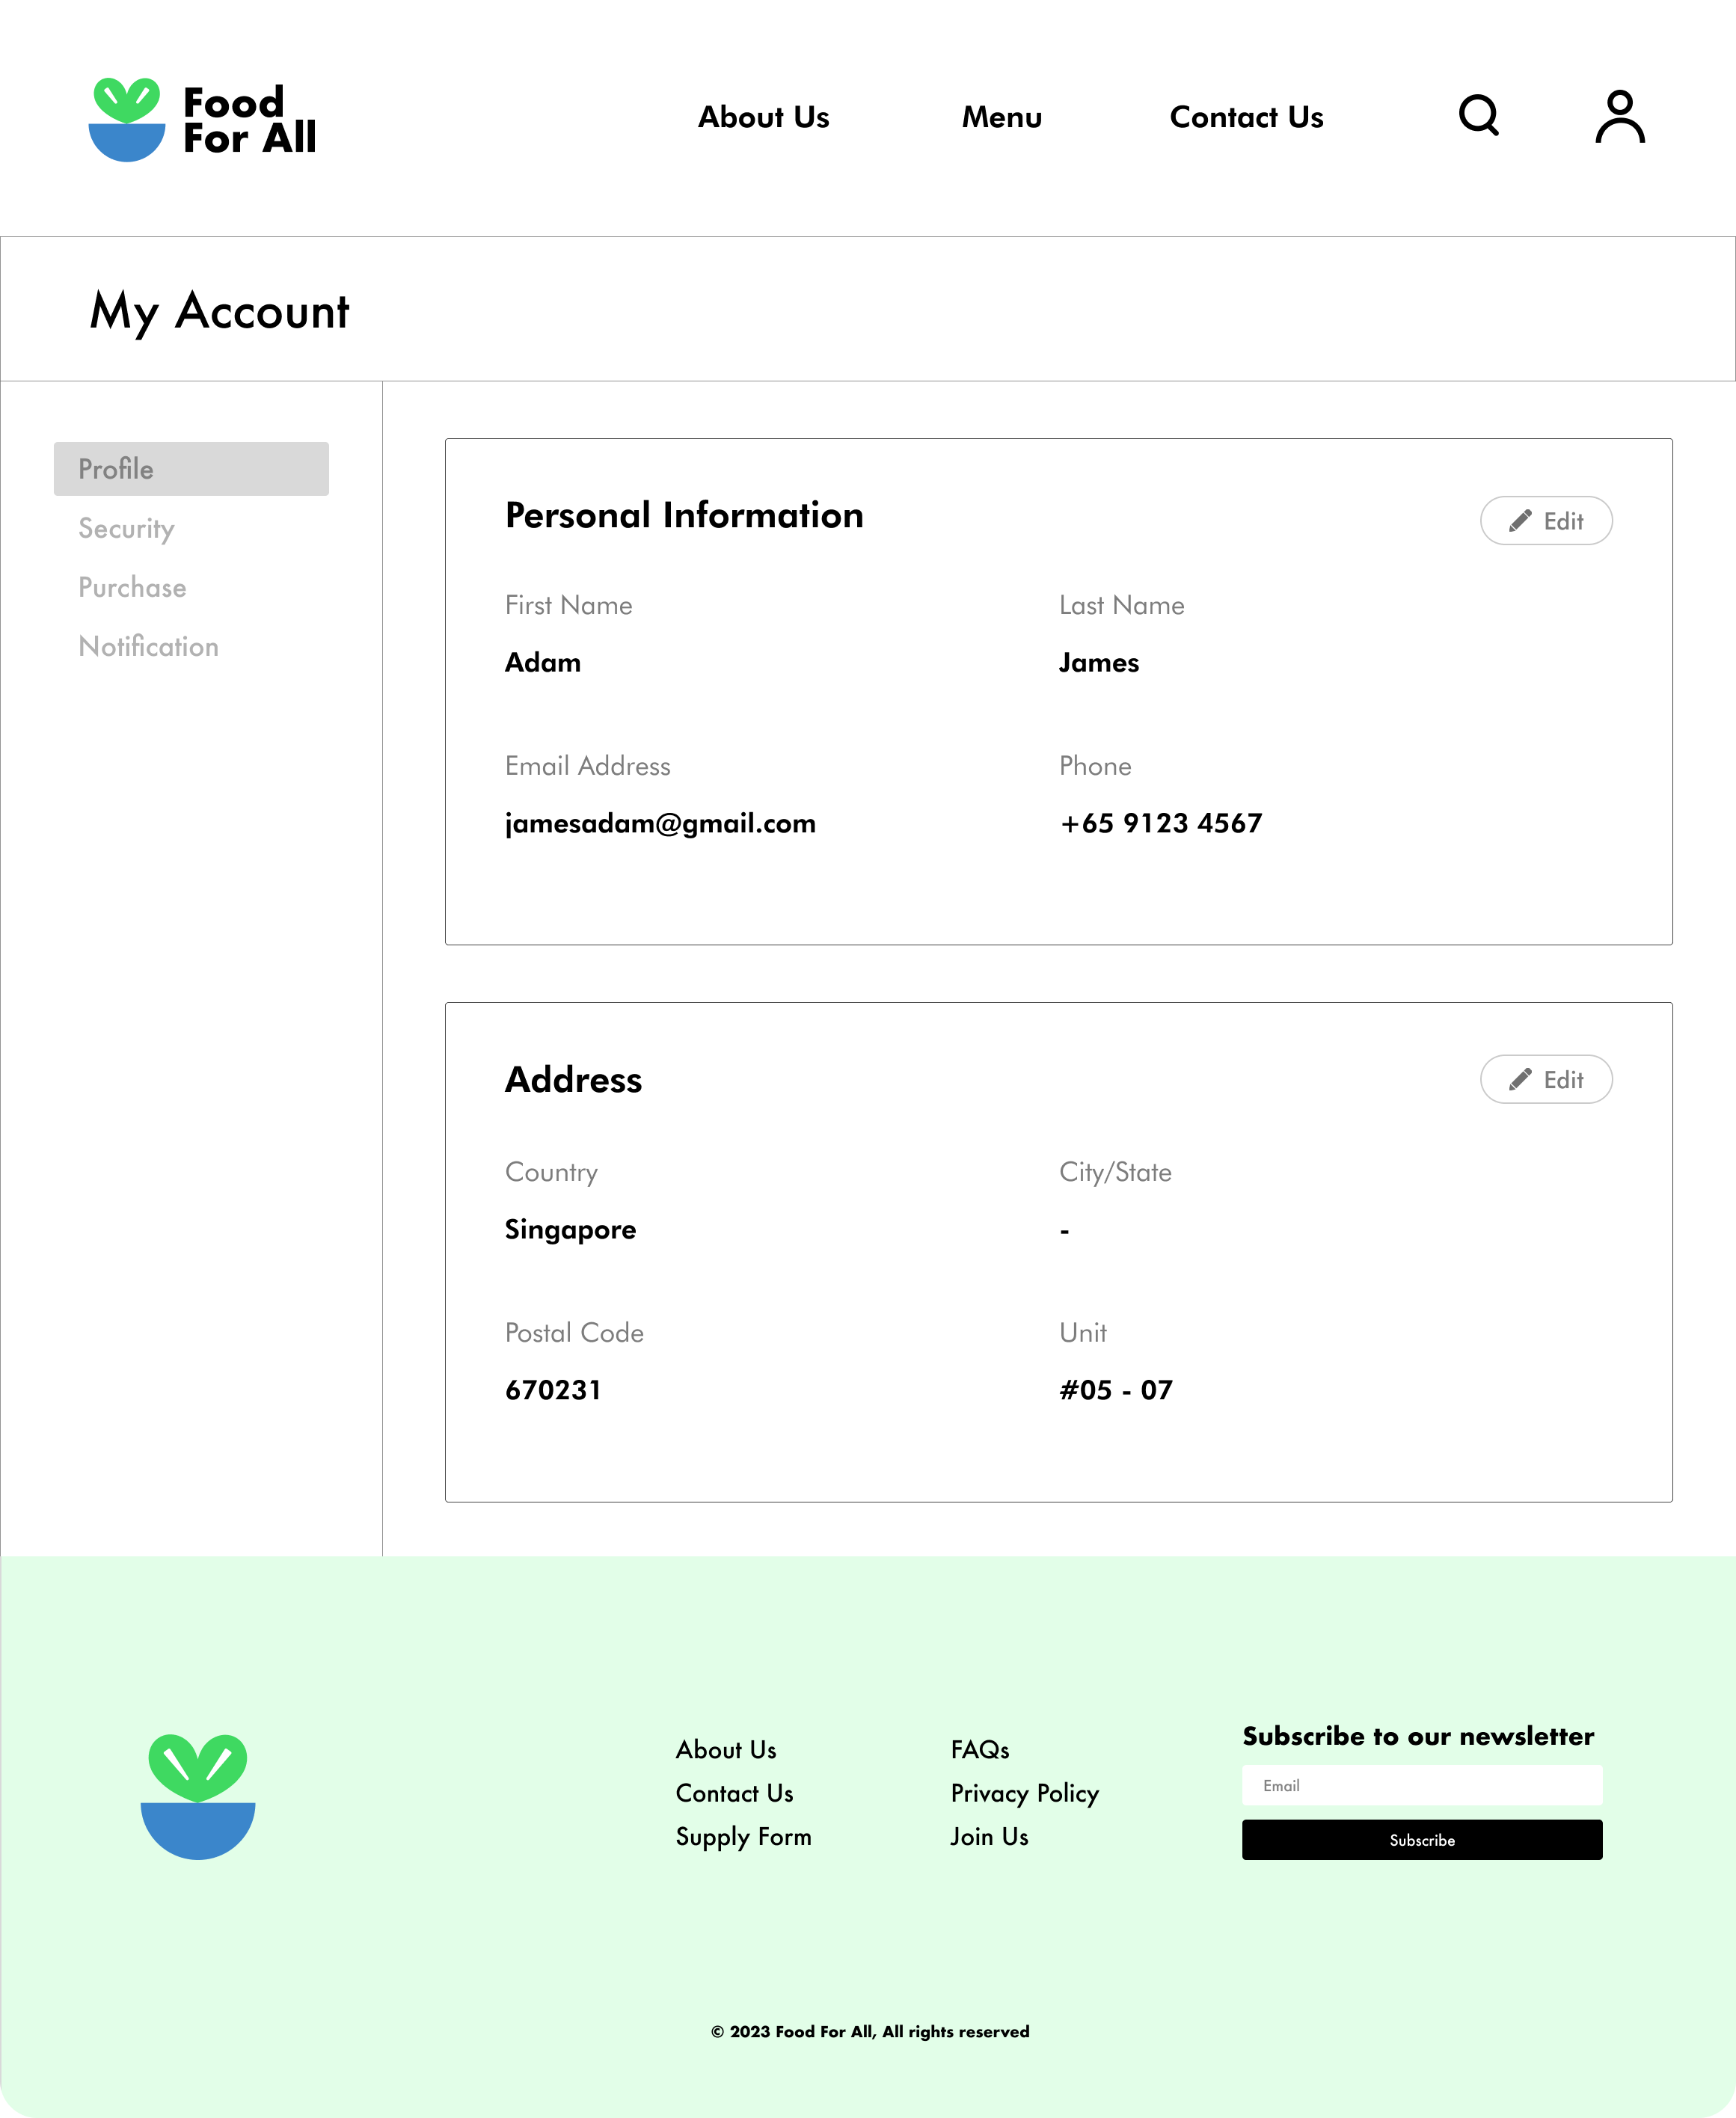 Food
For All
About Us
Menu
Contact Us
My Account
Profile
Security
Purchase
Notification
Personal Information
Edit
First Name
Last Name
Adam
James
Email Address
Phone
jamesadam@gmail.com
+65 9123 4567
Address
Edit
Country
City/State
Singapore
-
Postal Code
Unit
670231
#05 - 07
About Us
Contact Us
Supply Form
FAQs
Privacy Policy
Join Us
Subscribe to our newsletter
Email
Subscribe
© 2023 Food For All, All rights reserved